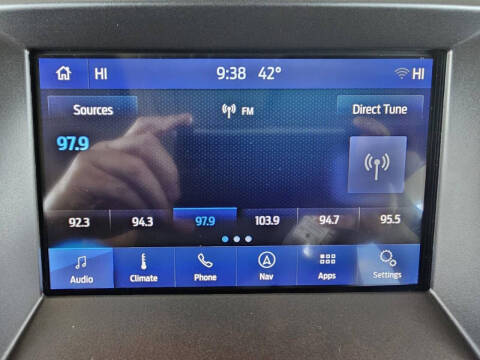 HI 9:38 42° HI
Sources FM Direct Tune
97.9
92.3 94.3 97.9 103.9 94.7 95.5
Audio Climate Phone Nav Apps Settings